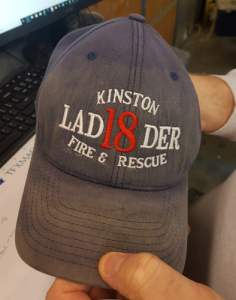 KINSTON
LAD18DER
FIRE & RESCUE